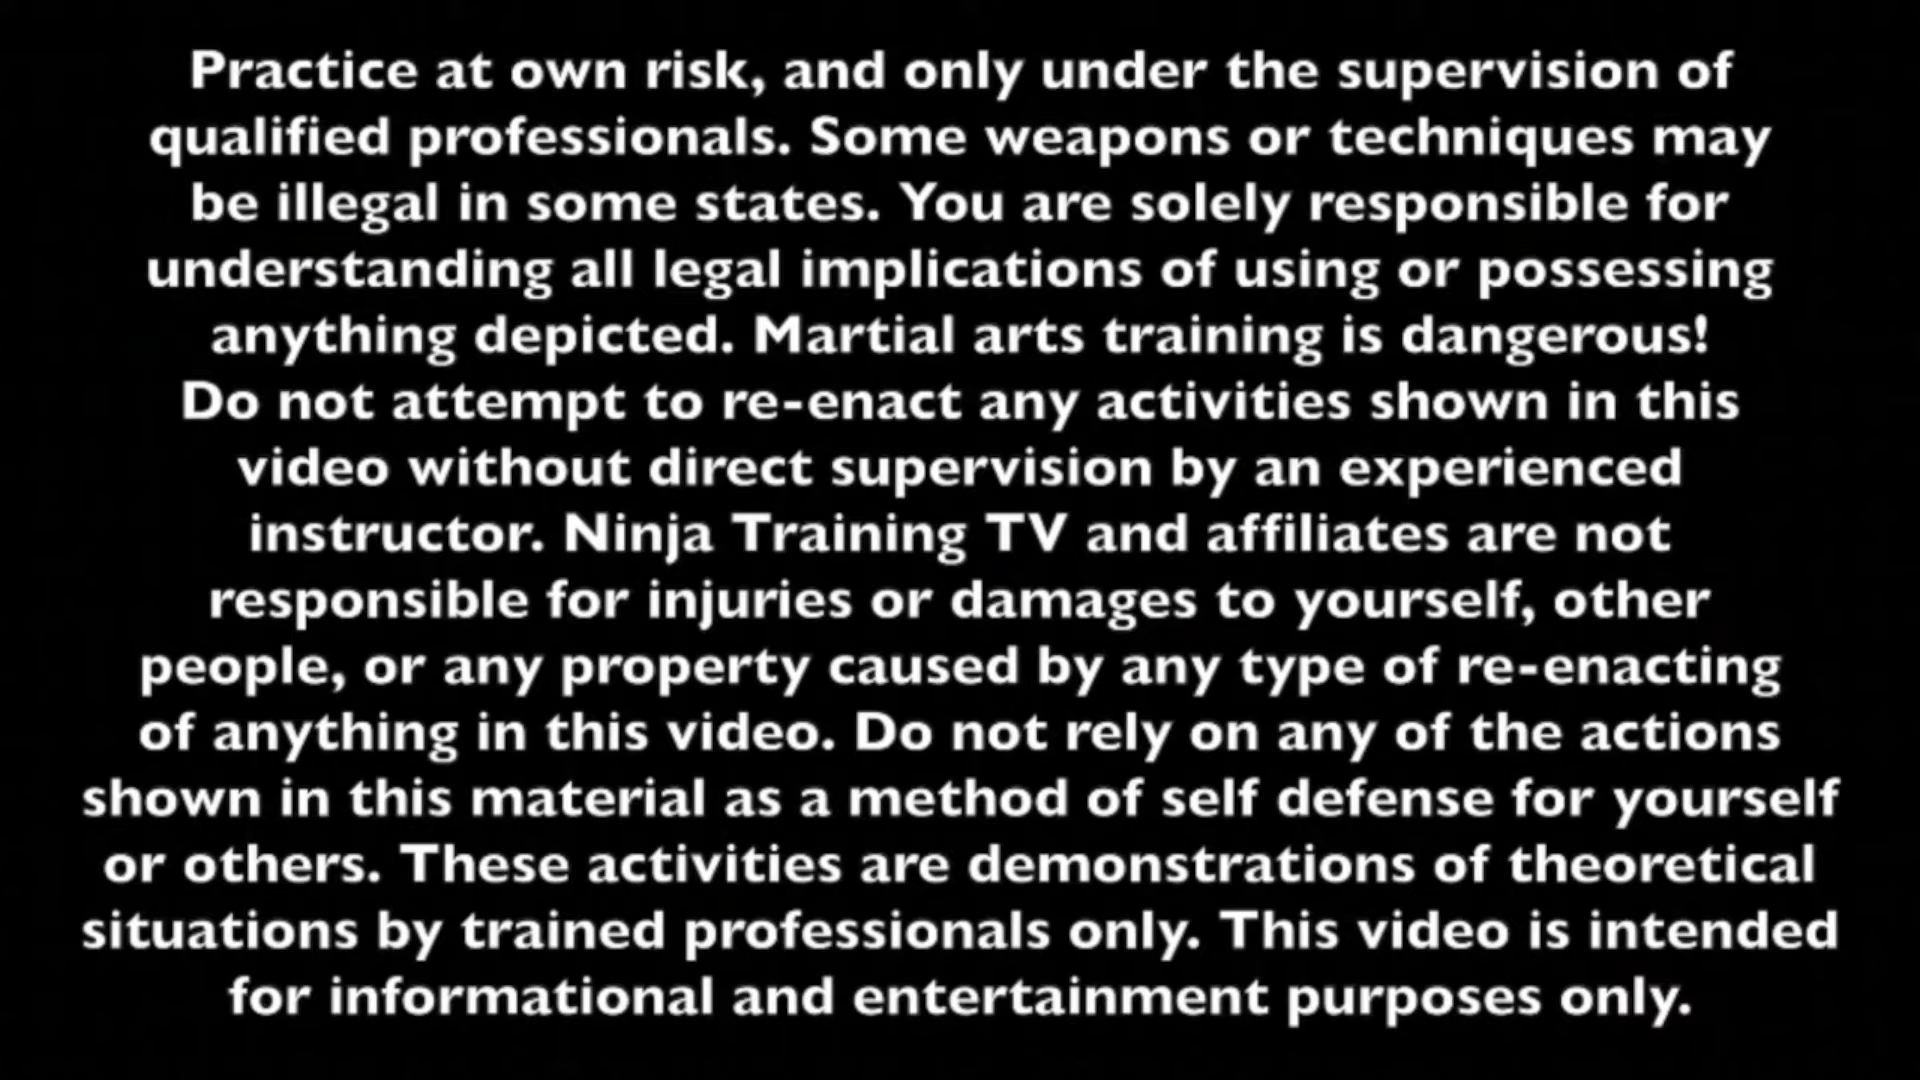 Practice at own risk, and only under the supervision of
qualified professionals. Some weapons or techniques may
be illegal in some states. You are solely responsible for
understanding all legal implications of using or possessing
anything depicted. Martial arts training is dangerous!
Do not attempt to re-enact any activities shown in this
video without direct supervision by an experienced
instructor. Ninja Training TV and affiliates are not
responsible for injuries or damages to yourself, other
people, or any property caused by any type of re-enacting
of anything in this video. Do not rely on any of the actions
shown in this material as a method of self defense for yourself
or others. These activities are demonstrations of theoretical
situations by trained professionals only. This video is intended
for informational and entertainment purposes only.